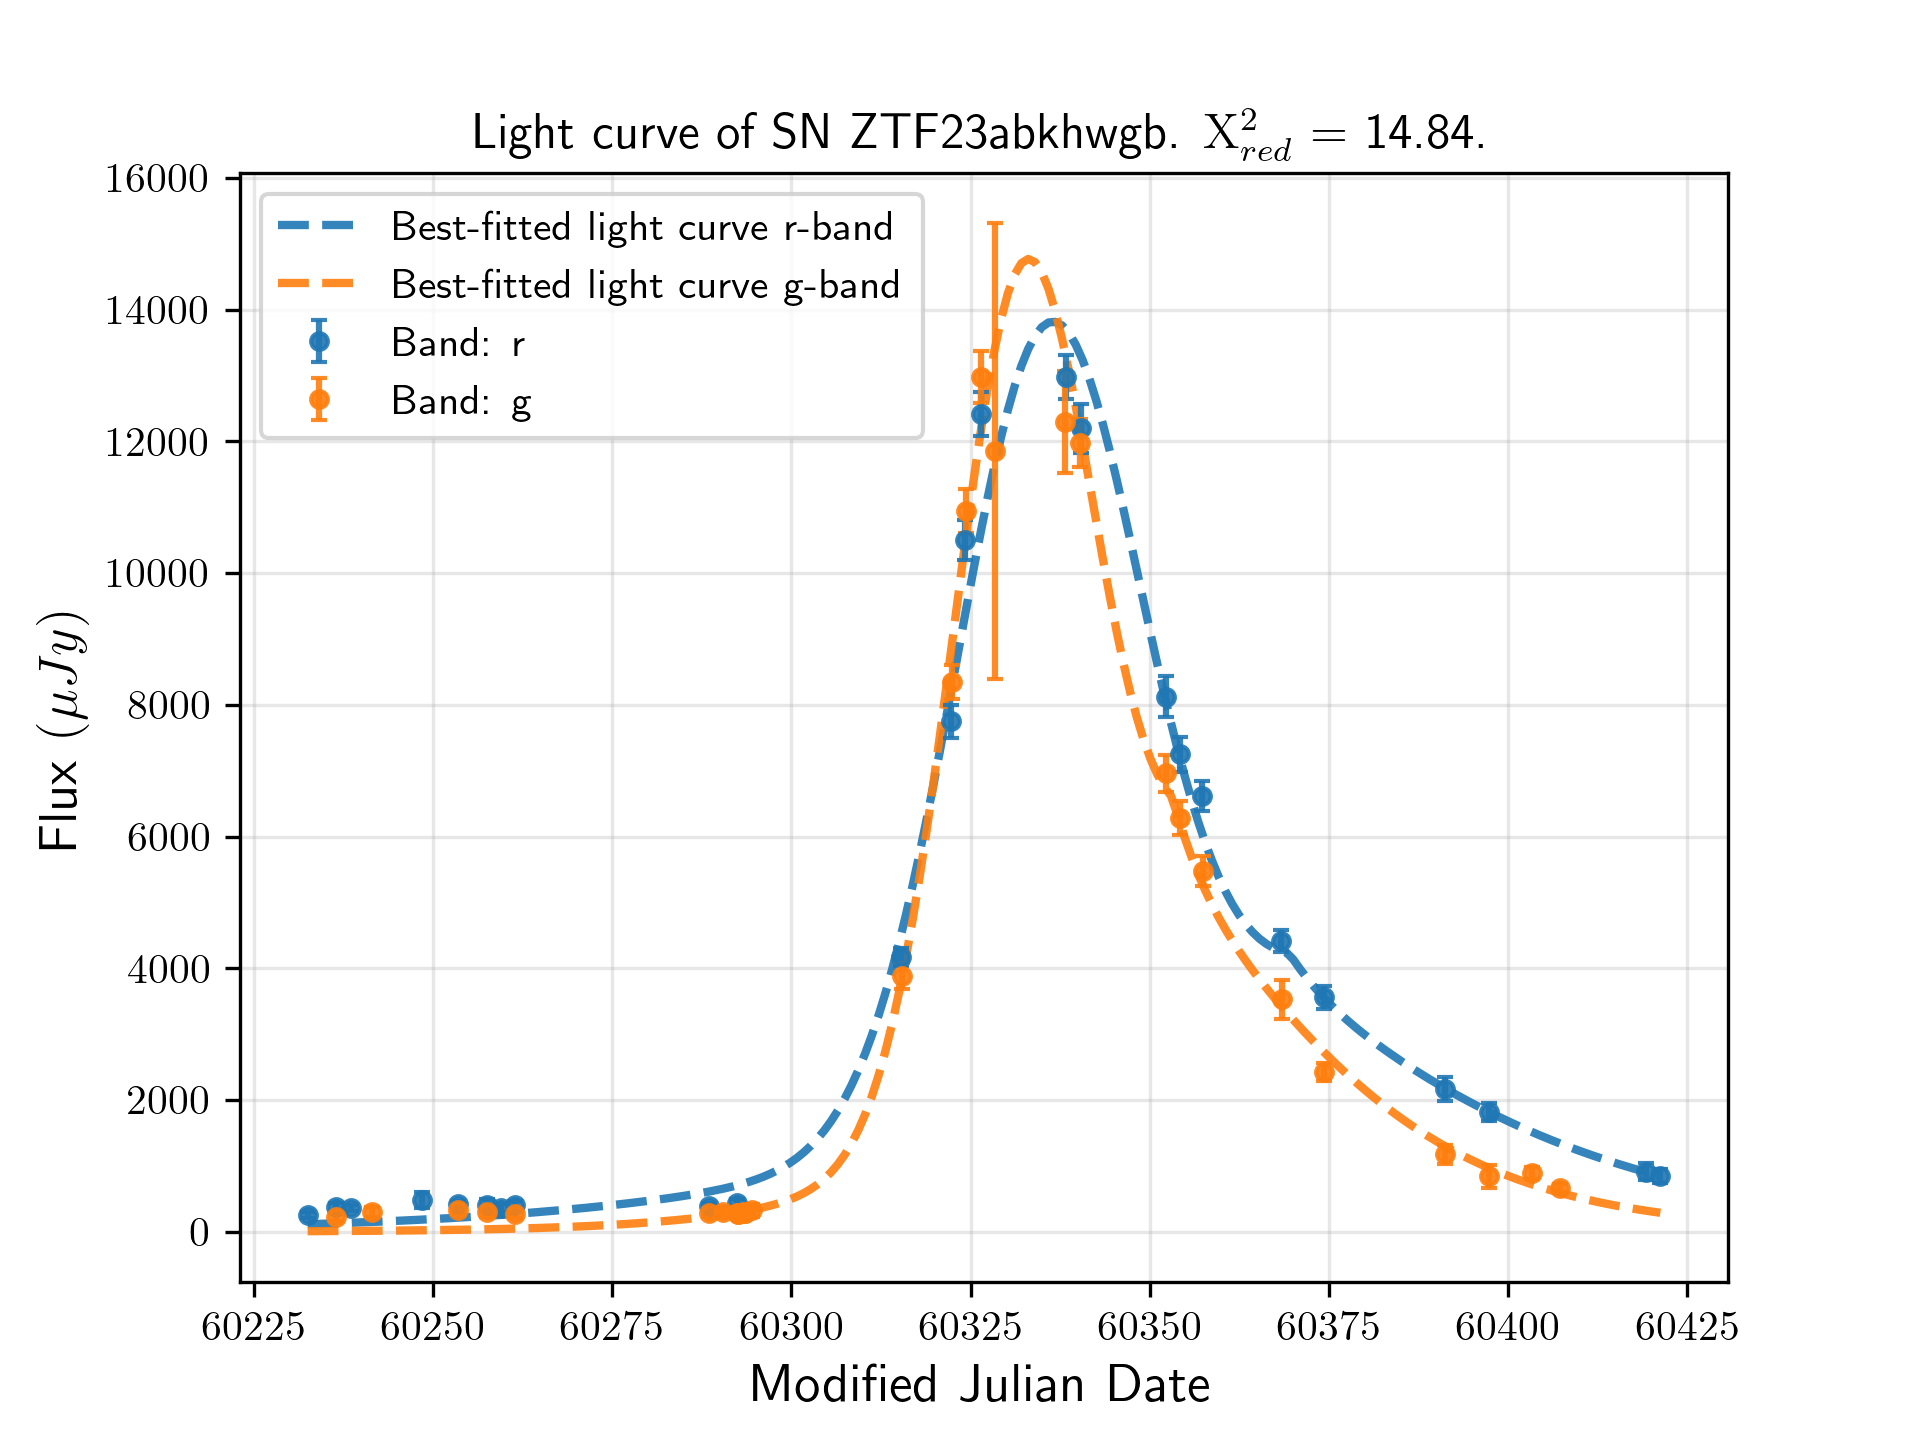 Light curve of SN ZTF23abkhwgb. X²_red = 14.84.
Best-fitted light curve r-band
Best-fitted light curve g-band
Band: r
Band: g
Flux (μJy)
16000
14000
12000
10000
8000
6000
4000
2000
0
60225 60250 60275 60300 60325 60350 60375 60400 60425
Modified Julian Date